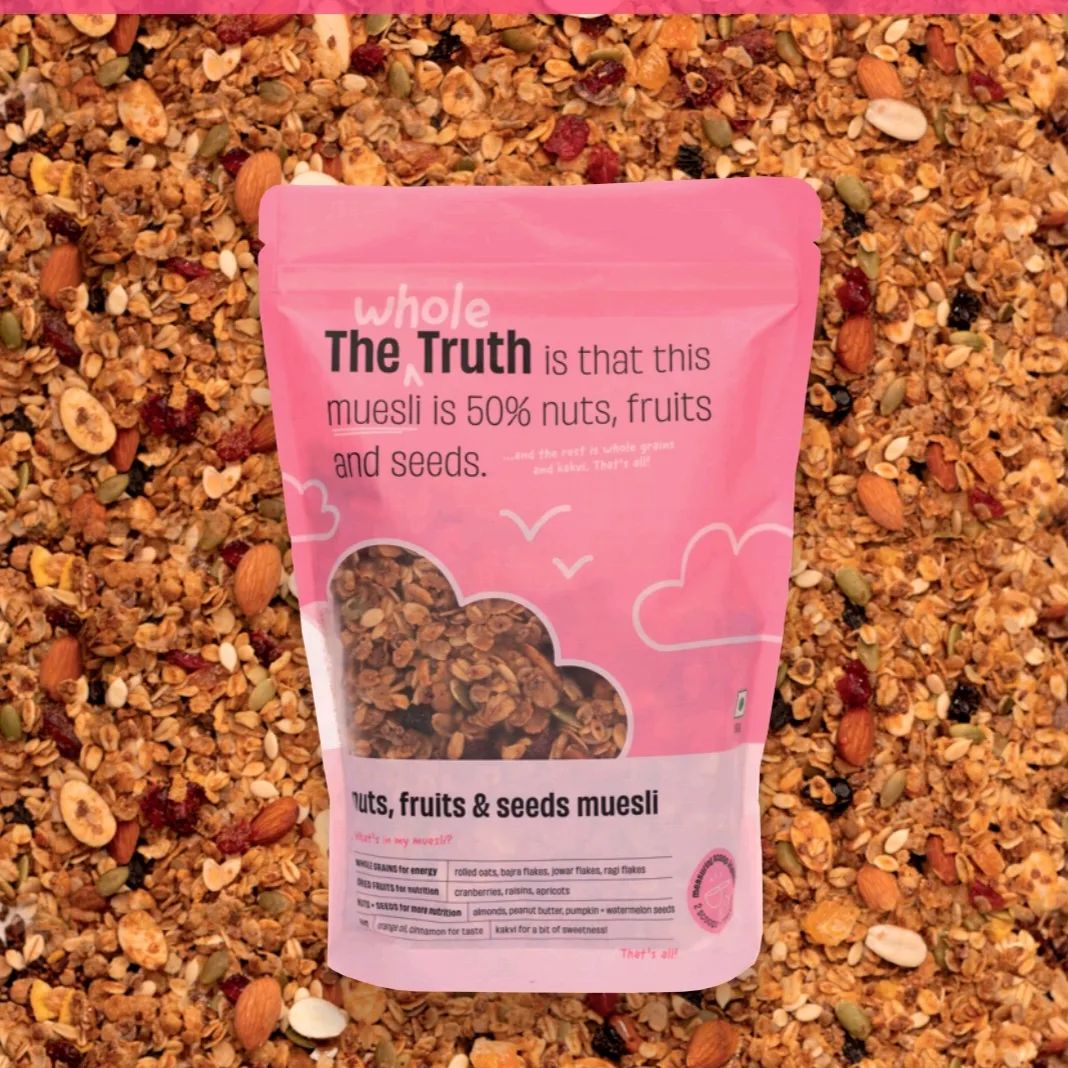 whole
The Truth is that this
muesli is 50% nuts, fruits
and seeds.
...and the rest is whole grains
and kakvi. That's all!
nuts, fruits & seeds muesli
What's in my muesli?
WHOLE GRAINS for energy rolled oats, bajra flakes, jowar flakes, ragi flakes
DRIED FRUITS for nutrition cranberries, raisins, apricots
NUTS + SEEDS for more nutrition almonds, peanut butter, pumpkin + watermelon seeds
orange oil, cinnamon for taste kakvi for a bit of sweetness!
That's all!
measuring scoop